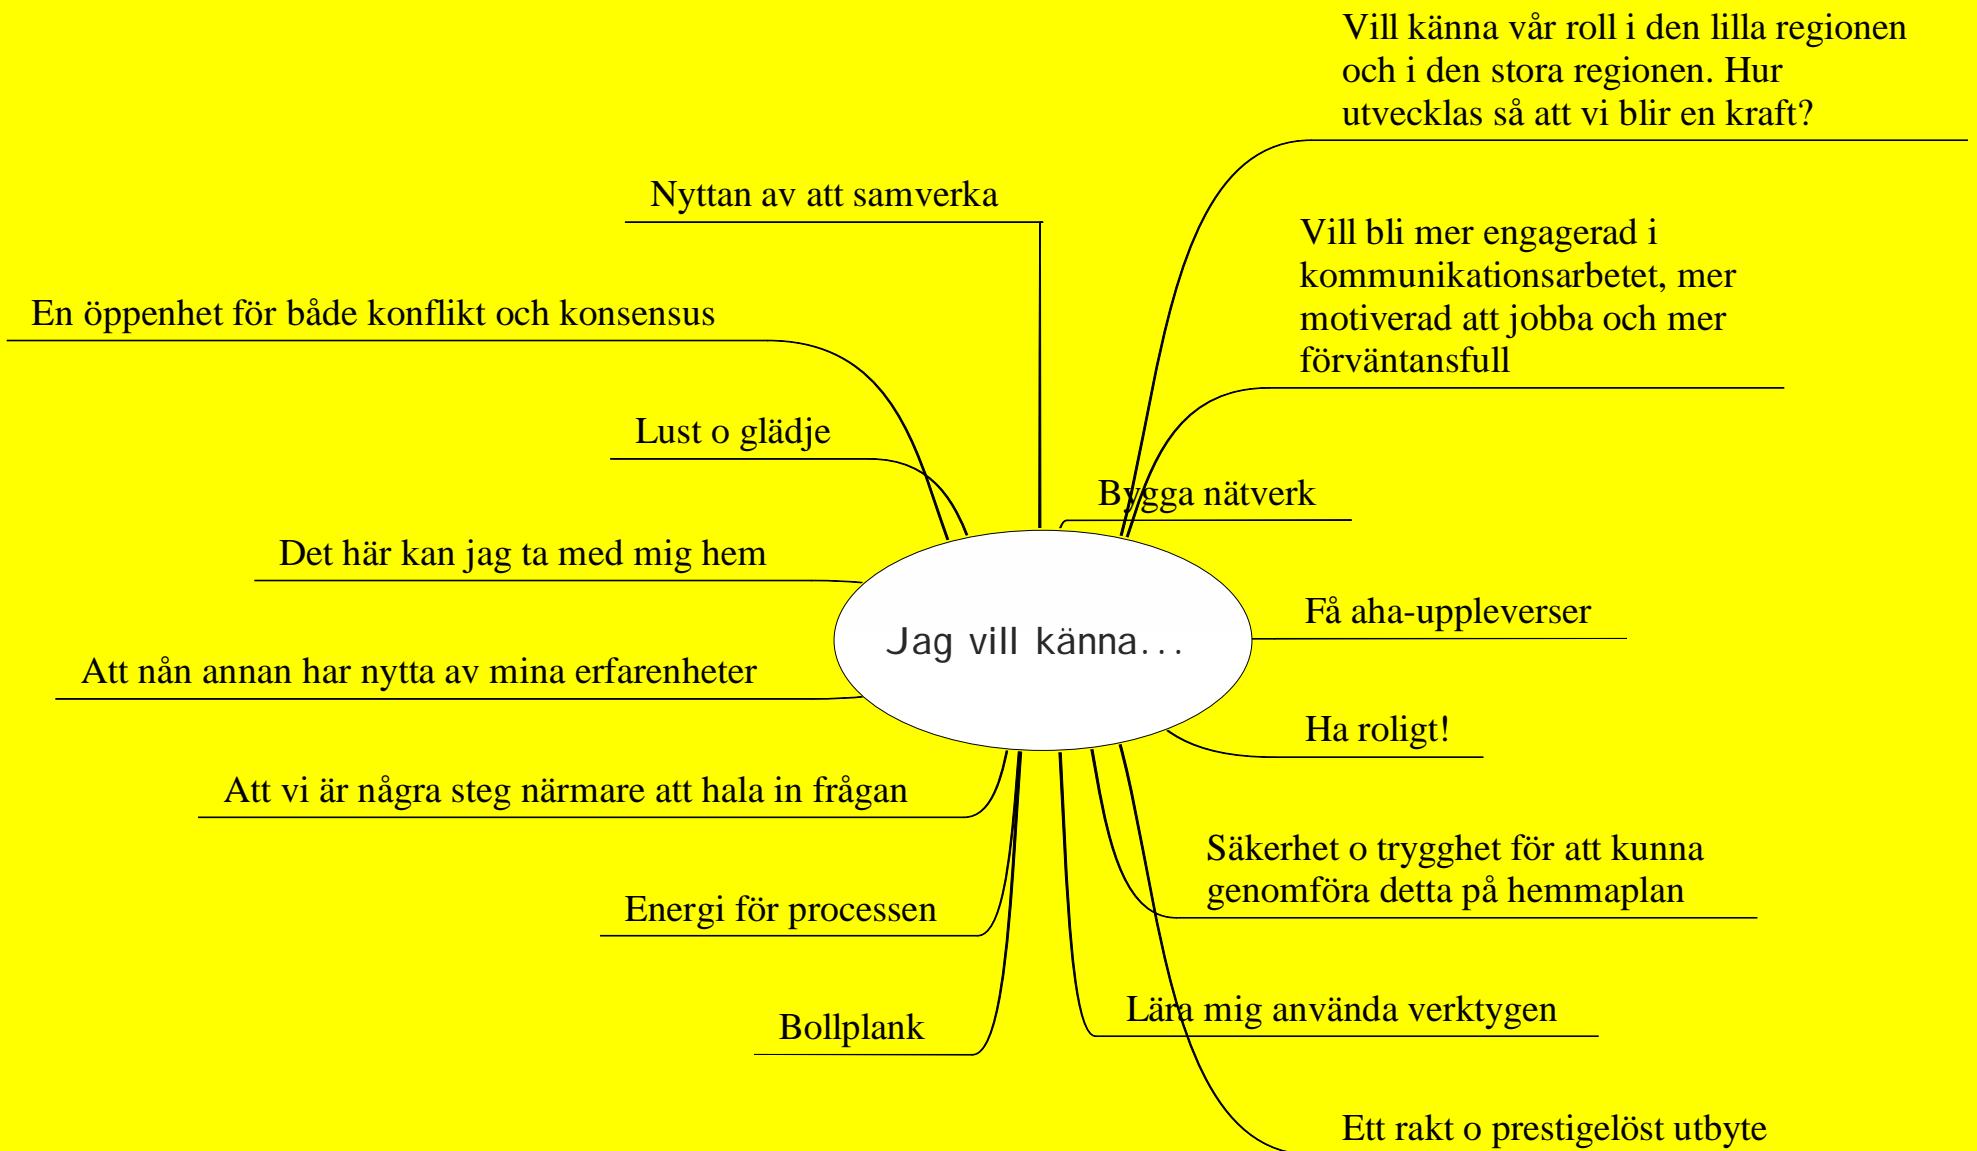 Vill känna vår roll i den lilla regionen
och i den stora regionen. Hur
utvecklas så att vi blir en kraft?
Nyttan av att samverka
Vill bli mer engagerad i
kommunikationsarbetet, mer
motiverad att jobba och mer
förväntansfull
En öppenhet för både konflikt och konsensus
Lust o glädje
Bygga nätverk
Det här kan jag ta med mig hem
Få aha-uppleverser
Jag vill känna...
Att nån annan har nytta av mina erfarenheter
Ha roligt!
Att vi är några steg närmare att hala in frågan
Säkerhet o trygghet för att kunna
genomföra detta på hemmaplan
Energi för processen
Lära mig använda verktygen
Bollplank
Ett rakt o prestigelöst utbyte